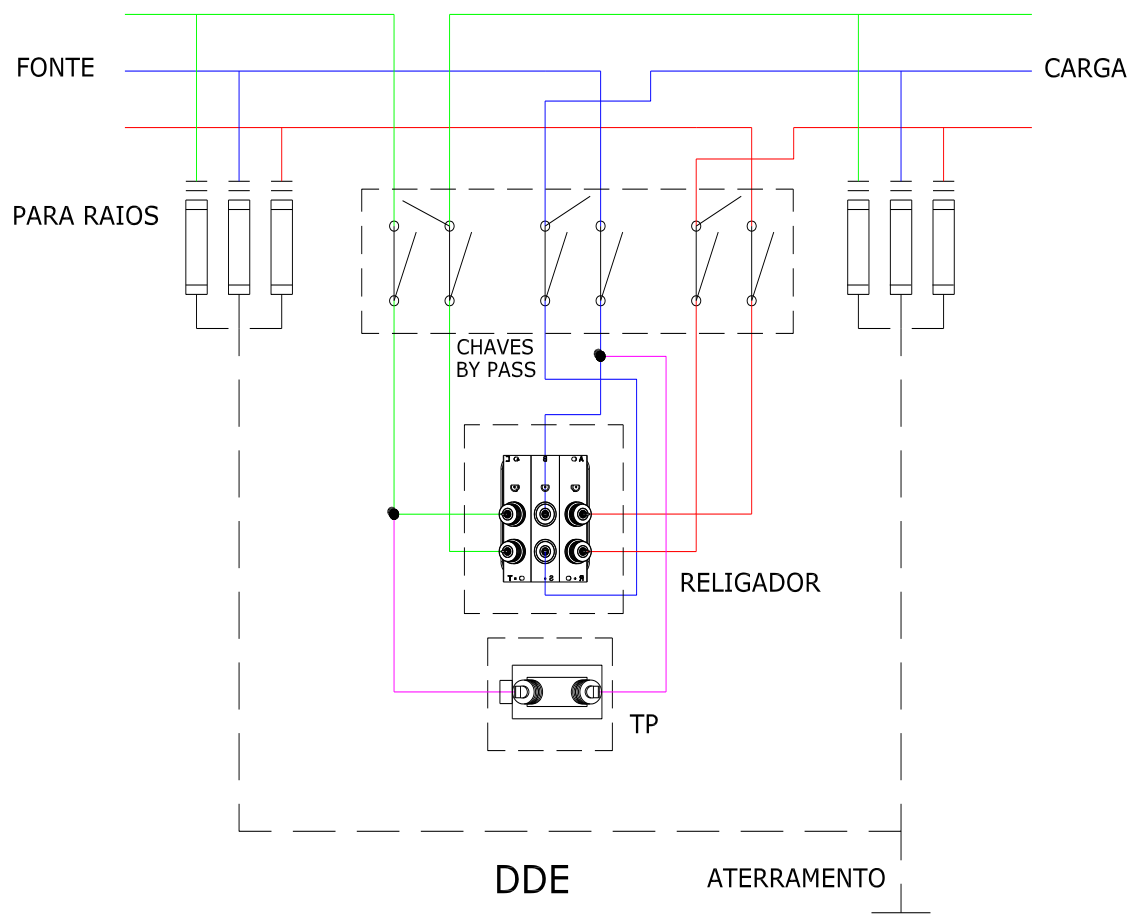 FONTE
CARGA
PARA RAIOS
CHAVES
BY PASS
RELIGADOR
TP
DDE
ATERRAMENTO